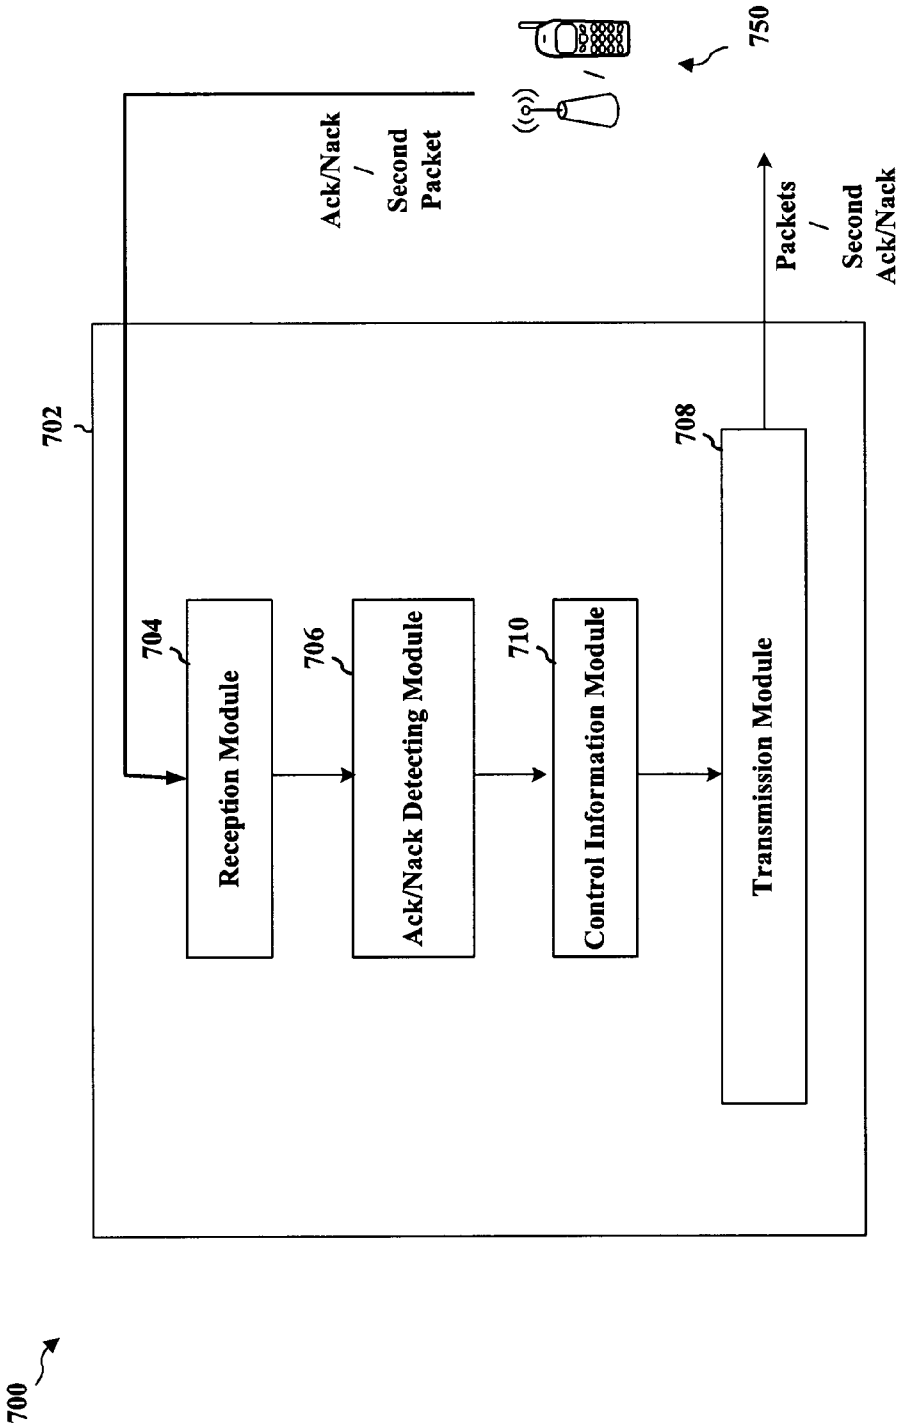 700
702
704
Reception Module
706
Ack/Nack Detecting Module
710
Control Information Module
708
Transmission Module
Ack/Nack
/
Second
Packet
/
750
Packets
/
Second
Ack/Nack